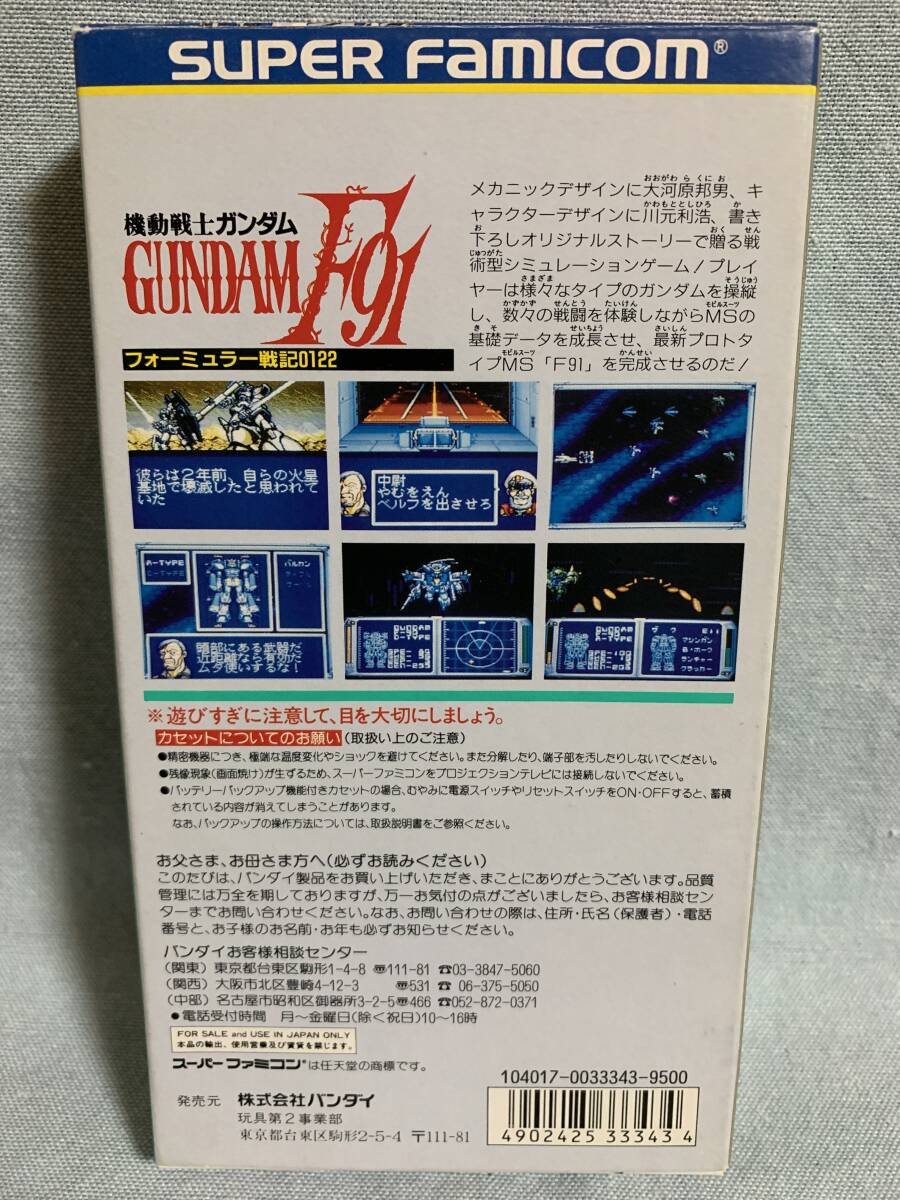 SUPER FAMICOM®
機動戦士ガンダム
GUNDAM F91
フォーミュラー戦記0122
メカニックデザインに大河原邦男、キ
ャラクターデザインに川元利浩、書き
下ろしオリジナルストーリーで贈る戦
術型シミュレーションゲーム!プレイ
ヤーは様々なタイプのガンダムを操縦
し、数々の戦闘を体験しながらMSの
基礎データを成長させ、最新プロトタ
イプMS「F91」を完成させるのだ!
彼らは2年前、自らの火星
基地で壊滅したと思われて
いた
中尉
やむをえん
ベルフを出させろ
A-TYPE
C-TYPE
バルカン
頭部にある武器だ
近距離なら有効だ
ムダ使いするなよ
マシンガン
※遊びすぎに注意して、目を大切にしましょう。
カセットについてのお願い(取扱い上のご注意)
●精密機器につき、極端な温度変化やショックを避けてください。また分解したり、端子部を汚したりしないでください。
●残像現象(画面焼け)が生ずるため、スーパーファミコンをプロジェクションテレビには接続しないでください。
●バッテリーバックアップ機能付きカセットの場合、むやみに電源スイッチやリセットスイッチをON・OFFすると、蓄積
されている内容が消えてしまうことがあります。
なお、バックアップの操作方法については、取扱説明書をご参照ください。
お父さま、お母さま方へ(必ずお読みください)
このたびは、バンダイ製品をお買い上げいただき、まことにありがとうございます。品質
管理には万全を期しておりますが、万一お気付の点がございましたら、お客様相談セン
ターまでお問い合わせください。なお、お問い合わせの際は、住所・氏名(保護者)・電話
番号と、お子様のお名前・お年も必ずお知らせください。
バンダイお客様相談センター
(関東) 東京都台東区駒形1-4-8 〠111-81 ☎03-3847-5060
(関西) 大阪市北区豊崎4-12-3 〠531 ☎06-375-5050
(中部) 名古屋市昭和区御器所3-2-5 〠466 ☎052-872-0371
●電話受付時間 月〜金曜日(除く祝日)10〜16時
FOR SALE and USE IN JAPAN ONLY
本品の輸出、使用営業及び賃貸を禁じます。
スーパーファミコン®は任天堂の商標です。
発売元 株式会社バンダイ
玩具第2事業部
東京都台東区駒形2-5-4 〒111-81
104017-0033343-9500
4902425333434